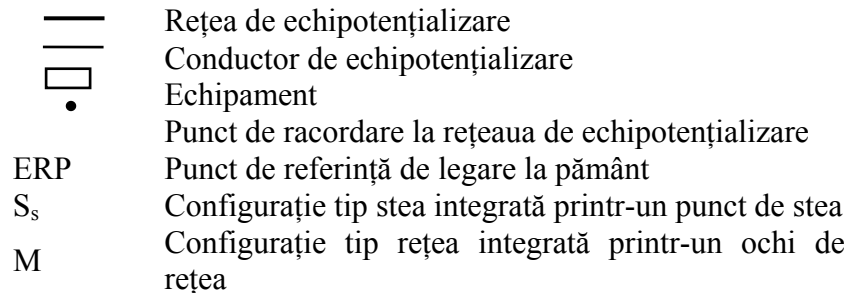 Rețea de echipotențializare
Conductor de echipotențializare
Echipament
Punct de racordare la rețeaua de echipotențializare
ERP Punct de referință de legare la pământ
Ss Configurație tip stea integrată printr-un punct de stea
M Configurație tip rețea integrată printr-un ochi de
rețea